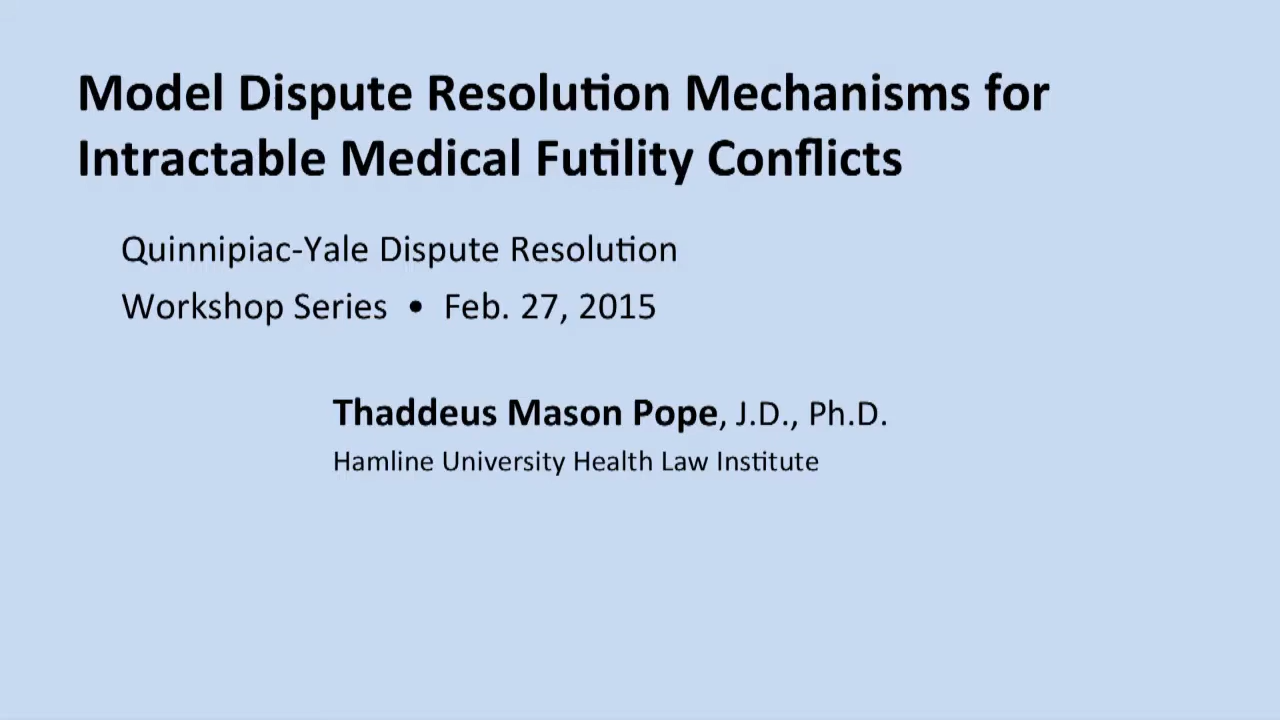 Model Dispute Resolution Mechanisms for
Intractable Medical Futility Conflicts
Quinnipiac-Yale Dispute Resolution
Workshop Series • Feb. 27, 2015
Thaddeus Mason Pope, J.D., Ph.D.
Hamline University Health Law Institute